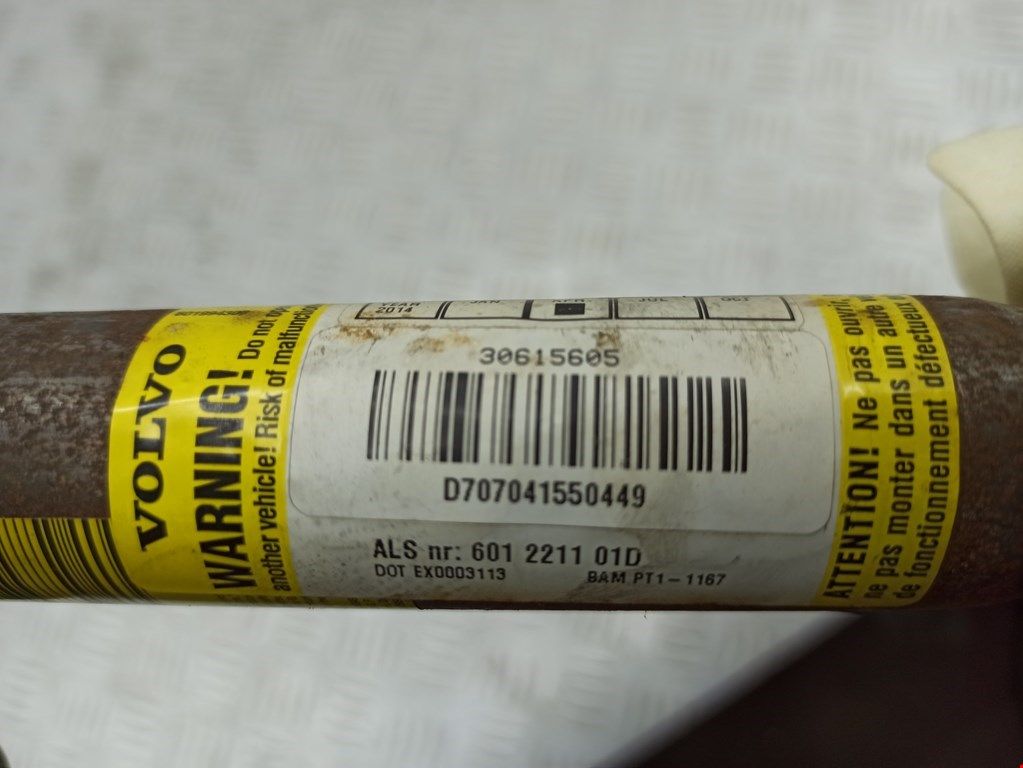 VOLVO
WARNING! Do not
another vehicle! Risk of malfunction
YEAR 2014 JAN APR JUL OCT
30615605
D707041550449
ALS nr: 601 2211 01D
DOT EX0003113 BAM PT1-1167
ATTENTION! Ne pas ouvrir,
ne pas monter dans un autre
de fonctionnement défectueux